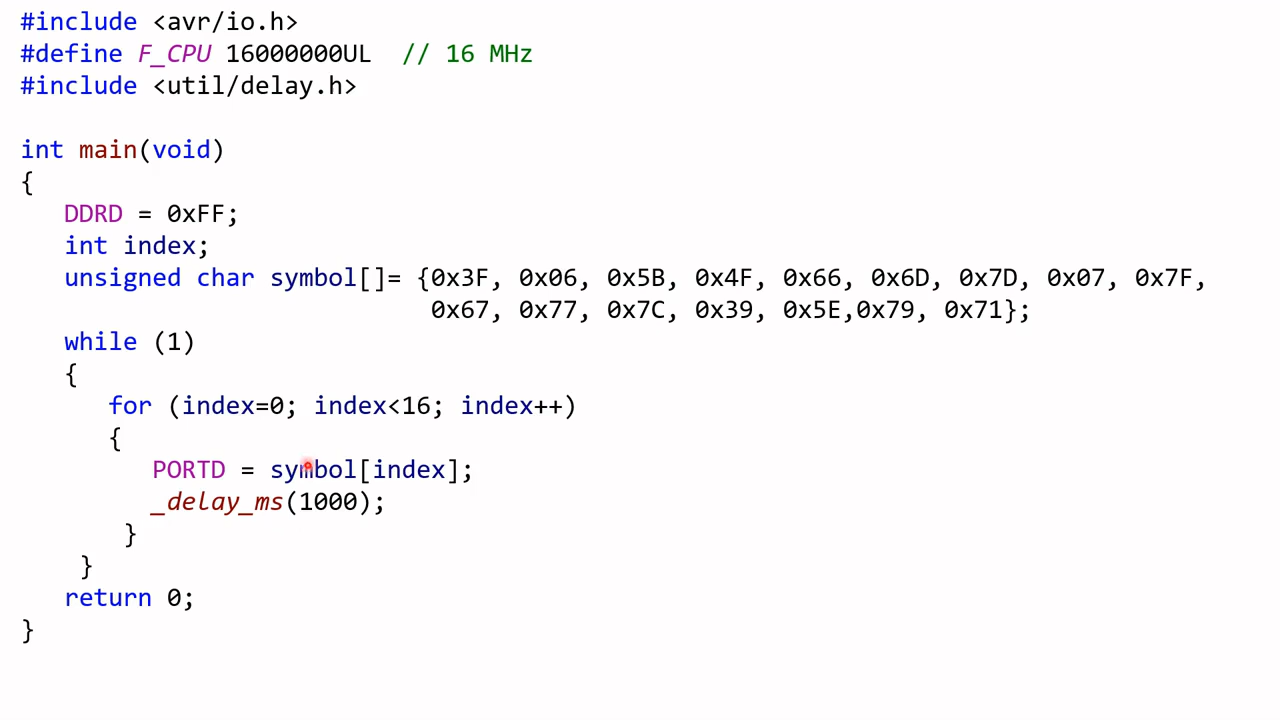 #include <avr/io.h>
#define F_CPU 16000000UL  // 16 MHz
#include <util/delay.h>

int main(void)
{
   DDRD = 0xFF;
   int index;
   unsigned char symbol[]= {0x3F, 0x06, 0x5B, 0x4F, 0x66, 0x6D, 0x7D, 0x07, 0x7F,
                            0x67, 0x77, 0x7C, 0x39, 0x5E,0x79, 0x71};
   while (1)
   {
      for (index=0; index<16; index++)
      {
         PORTD = symbol[index];
         _delay_ms(1000);
       }
    }
   return 0;
}